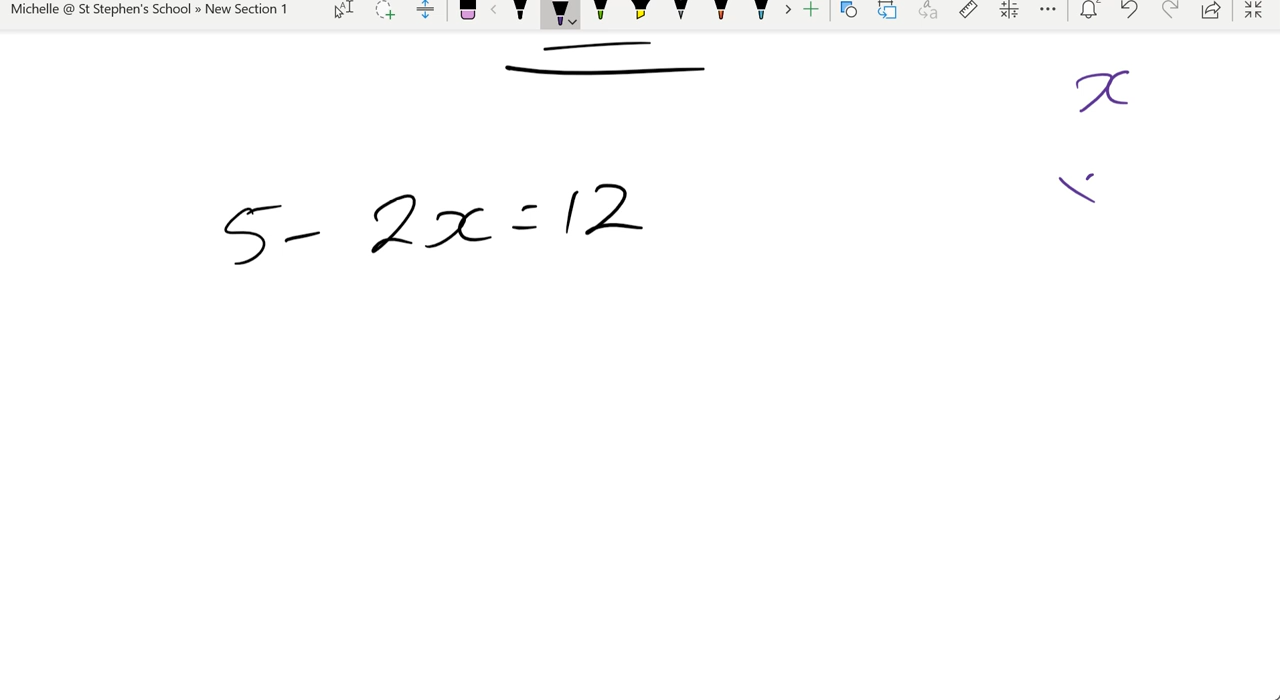 Michelle @ St Stephen's School » New Section 1
x
5 - 2x = 12